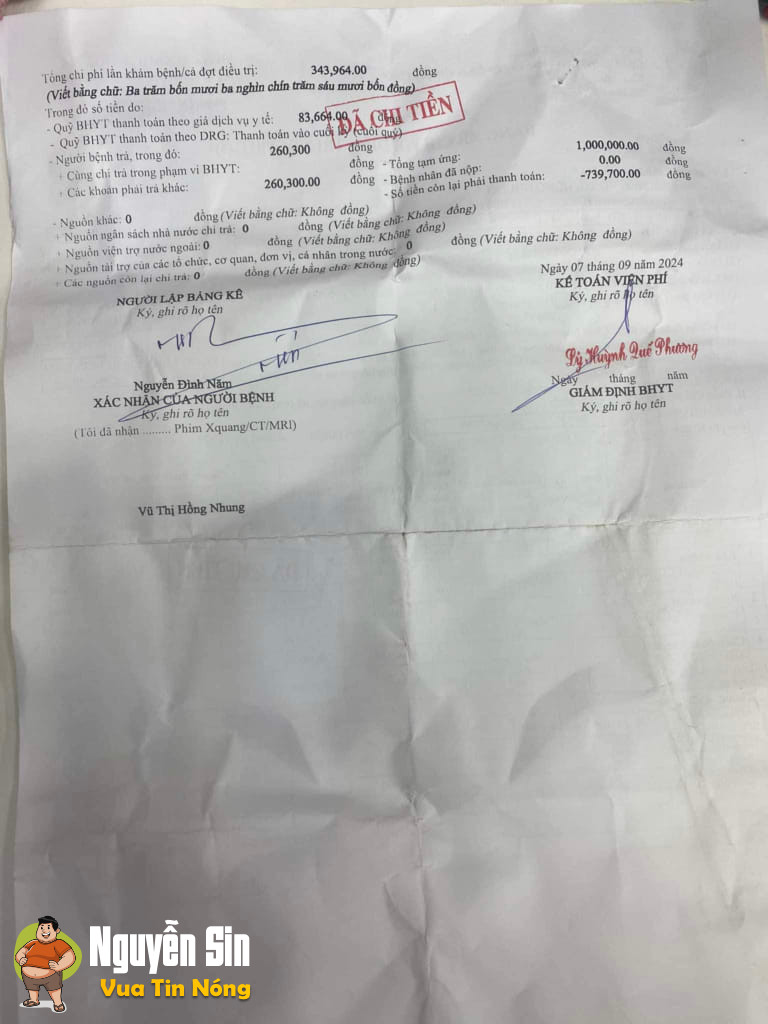 Tổng chi phí lần khám bệnh/cả đợt điều trị: 343,964.00 đồng
(Viết bằng chữ: Ba trăm bốn mươi ba nghìn chín trăm sáu mươi bốn đồng)
Trong đó số tiền do:
- Quỹ BHYT thanh toán theo giá dịch vụ y tế: 83,664.00 đồng
ĐÃ CHI TIỀN
- Quỹ BHYT thanh toán theo DRG: Thanh toán vào cuối kỳ (cuối quý)
- Người bệnh trả, trong đó: 260,300 đồng
+ Cùng chi trả trong phạm vi BHYT: đồng
+ Các khoản phải trả khác: 260,300.00 đồng
- Tổng tạm ứng: 1,000,000.00 đồng
- Bệnh nhân đã nộp: 0.00 đồng
- Số tiền còn lại phải thanh toán: -739,700.00 đồng
- Nguồn khác: 0 đồng (Viết bằng chữ: Không đồng)
+ Nguồn ngân sách nhà nước chi trả: 0 đồng (Viết bằng chữ: Không đồng)
+ Nguồn viện trợ nước ngoài: 0 đồng (Viết bằng chữ: Không đồng)
+ Nguồn tài trợ của các tổ chức, cơ quan, đơn vị, cá nhân trong nước: 0 đồng (Viết bằng chữ: Không đồng)
+ Các nguồn còn lại chi trả: 0 đồng (Viết bằng chữ: Không đồng)
NGƯỜI LẬP BẢNG KÊ
Ký, ghi rõ họ tên
Nguyễn Đình Năm
XÁC NHẬN CỦA NGƯỜI BỆNH
Ký, ghi rõ họ tên
(Tôi đã nhận ......... Phim Xquang/CT/MRI)
Vũ Thị Hồng Nhung
Ngày 07 tháng 09 năm 2024
KẾ TOÁN VIỆN PHÍ
Ký, ghi rõ họ tên
Lý Huỳnh Quế Phương
Ngày tháng năm
GIÁM ĐỊNH BHYT
Ký, ghi rõ họ tên
Nguyễn Sin
Vua Tin Nóng